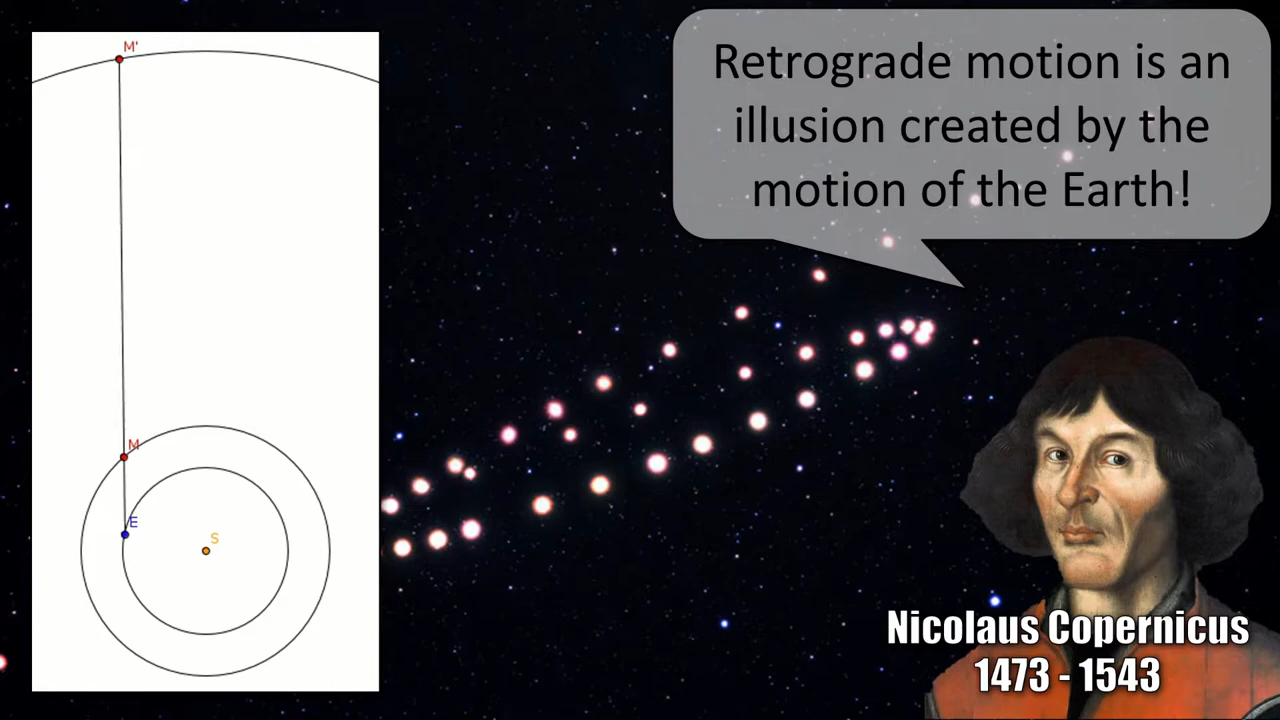 M'
M
E
S
Retrograde motion is an
illusion created by the
motion of the Earth!
Nicolaus Copernicus
1473 - 1543